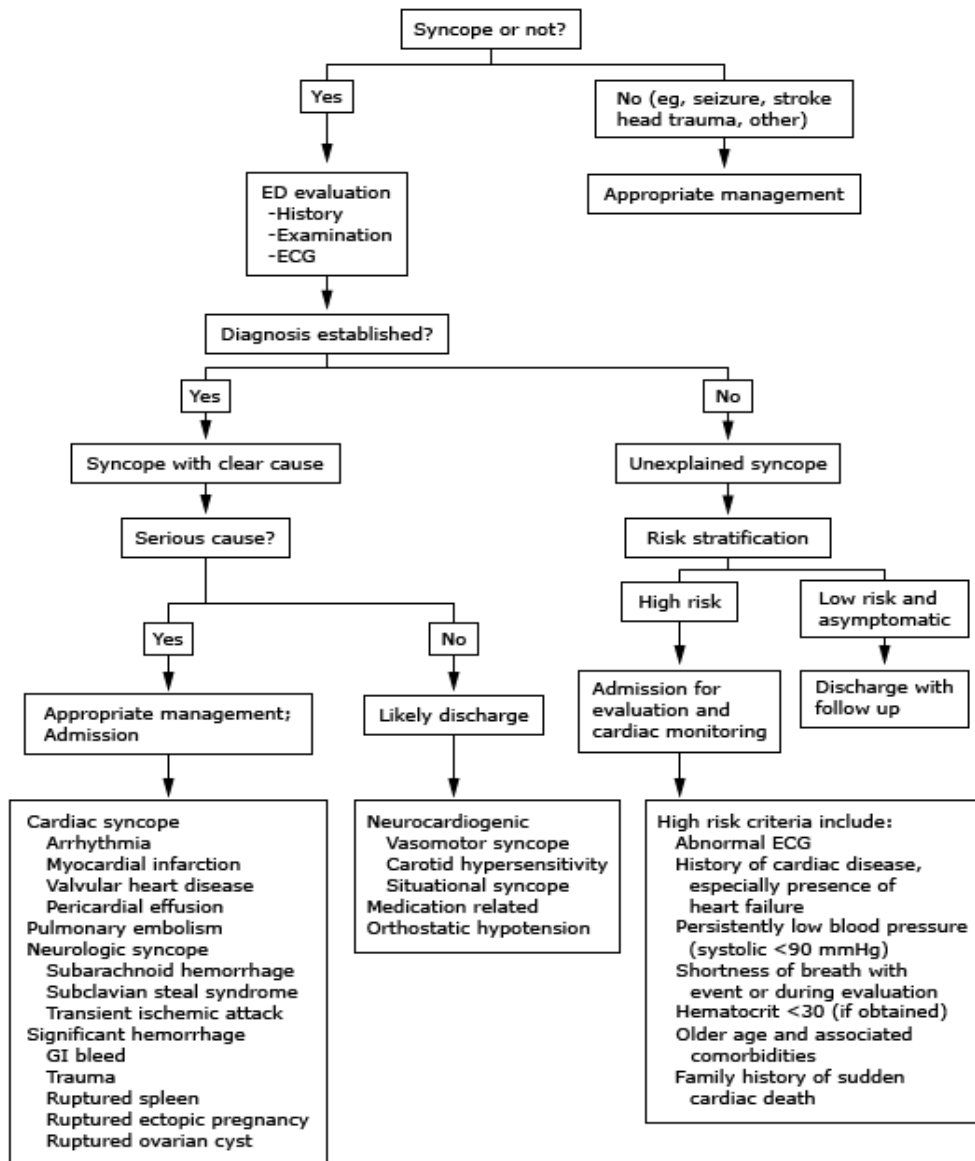 Syncope or not?
Yes
No (eg, seizure, stroke
head trauma, other)
ED evaluation
-History
-Examination
-ECG
Appropriate management
Diagnosis established?
Yes
No
Syncope with clear cause
Unexplained syncope
Serious cause?
Risk stratification
High risk
Low risk and
asymptomatic
Yes
No
Appropriate management;
Admission
Likely discharge
Admission for
evaluation and
cardiac monitoring
Discharge with
follow up
Cardiac syncope
Arrhythmia
Myocardial infarction
Valvular heart disease
Pericardial effusion
Pulmonary embolism
Neurologic syncope
Subarachnoid hemorrhage
Subclavian steal syndrome
Transient ischemic attack
Significant hemorrhage
GI bleed
Trauma
Ruptured spleen
Ruptured ectopic pregnancy
Ruptured ovarian cyst
Neurocardiogenic
Vasomotor syncope
Carotid hypersensitivity
Situational syncope
Medication related
Orthostatic hypotension
High risk criteria include:
Abnormal ECG
History of cardiac disease,
especially presence of
heart failure
Persistently low blood pressure
(systolic <90 mmHg)
Shortness of breath with
event or during evaluation
Hematocrit <30 (if obtained)
Older age and associated
comorbidities
Family history of sudden
cardiac death